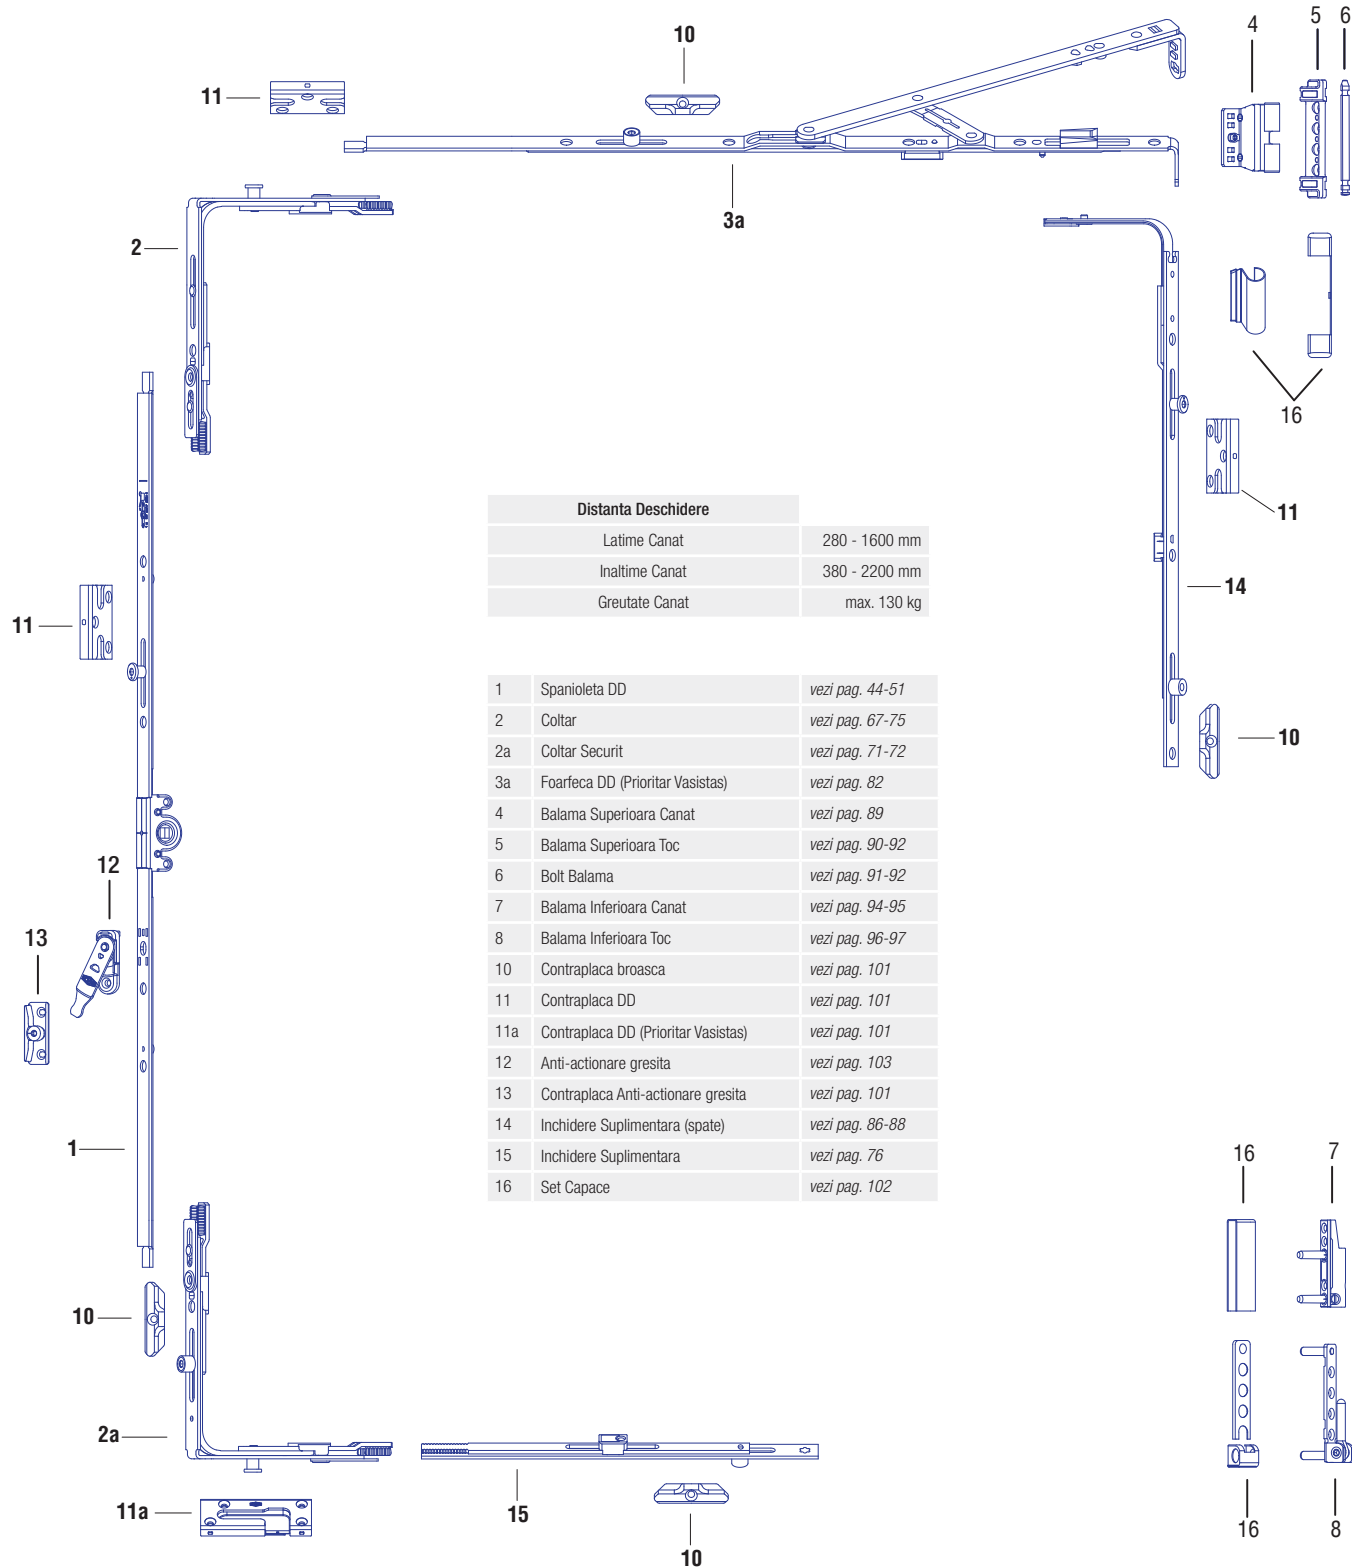 4
5
6
10
11
3a
2
16
11
Distanta Deschidere
Latime Canat 280 - 1600 mm
Inaltime Canat 380 - 2200 mm
Greutate Canat max. 130 kg
14
11
10
1 Spanioleta DD vezi pag. 44-51
2 Coltar vezi pag. 67-75
2a Coltar Securit vezi pag. 71-72
3a Foarfeca DD (Prioritar Vasistas) vezi pag. 82
4 Balama Superioara Canat vezi pag. 89
5 Balama Superioara Toc vezi pag. 90-92
6 Bolt Balama vezi pag. 91-92
7 Balama Inferioara Canat vezi pag. 94-95
8 Balama Inferioara Toc vezi pag. 96-97
10 Contraplaca broasca vezi pag. 101
11 Contraplaca DD vezi pag. 101
11a Contraplaca DD (Prioritar Vasistas) vezi pag. 101
12 Anti-actionare gresita vezi pag. 103
13 Contraplaca Anti-actionare gresita vezi pag. 101
14 Inchidere Suplimentara (spate) vezi pag. 86-88
15 Inchidere Suplimentara vezi pag. 76
16 Set Capace vezi pag. 102
12
13
1
16
7
10
2a
11a
15
10
16
8